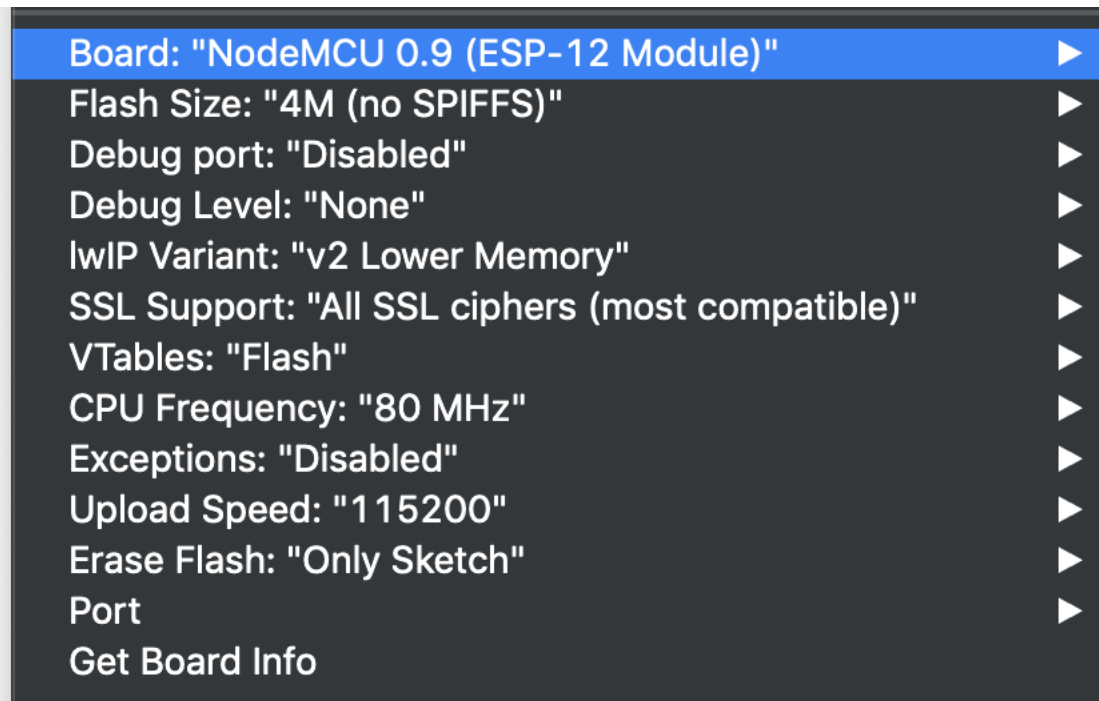 Board: "NodeMCU 0.9 (ESP-12 Module)"
Flash Size: "4M (no SPIFFS)"
Debug port: "Disabled"
Debug Level: "None"
lwIP Variant: "v2 Lower Memory"
SSL Support: "All SSL ciphers (most compatible)"
VTables: "Flash"
CPU Frequency: "80 MHz"
Exceptions: "Disabled"
Upload Speed: "115200"
Erase Flash: "Only Sketch"
Port
Get Board Info